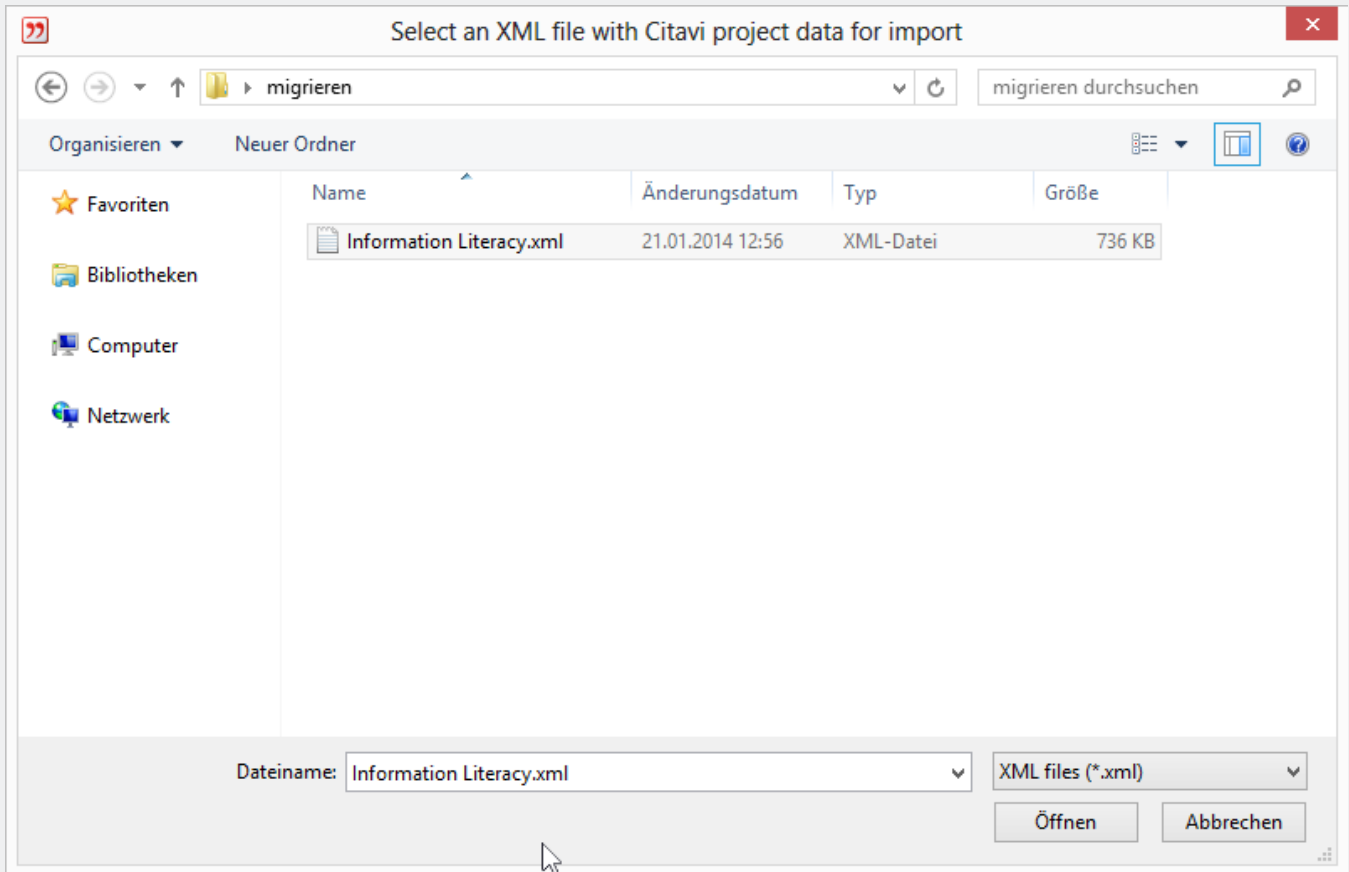 Select an XML file with Citavi project data for import
migrieren
migrieren durchsuchen
Organisieren
Neuer Ordner
Name Änderungsdatum Typ Größe
Favoriten
Information Literacy.xml 21.01.2014 12:56 XML-Datei 736 KB
Bibliotheken
Computer
Netzwerk
Dateiname: Information Literacy.xml XML files (*.xml)
Öffnen Abbrechen